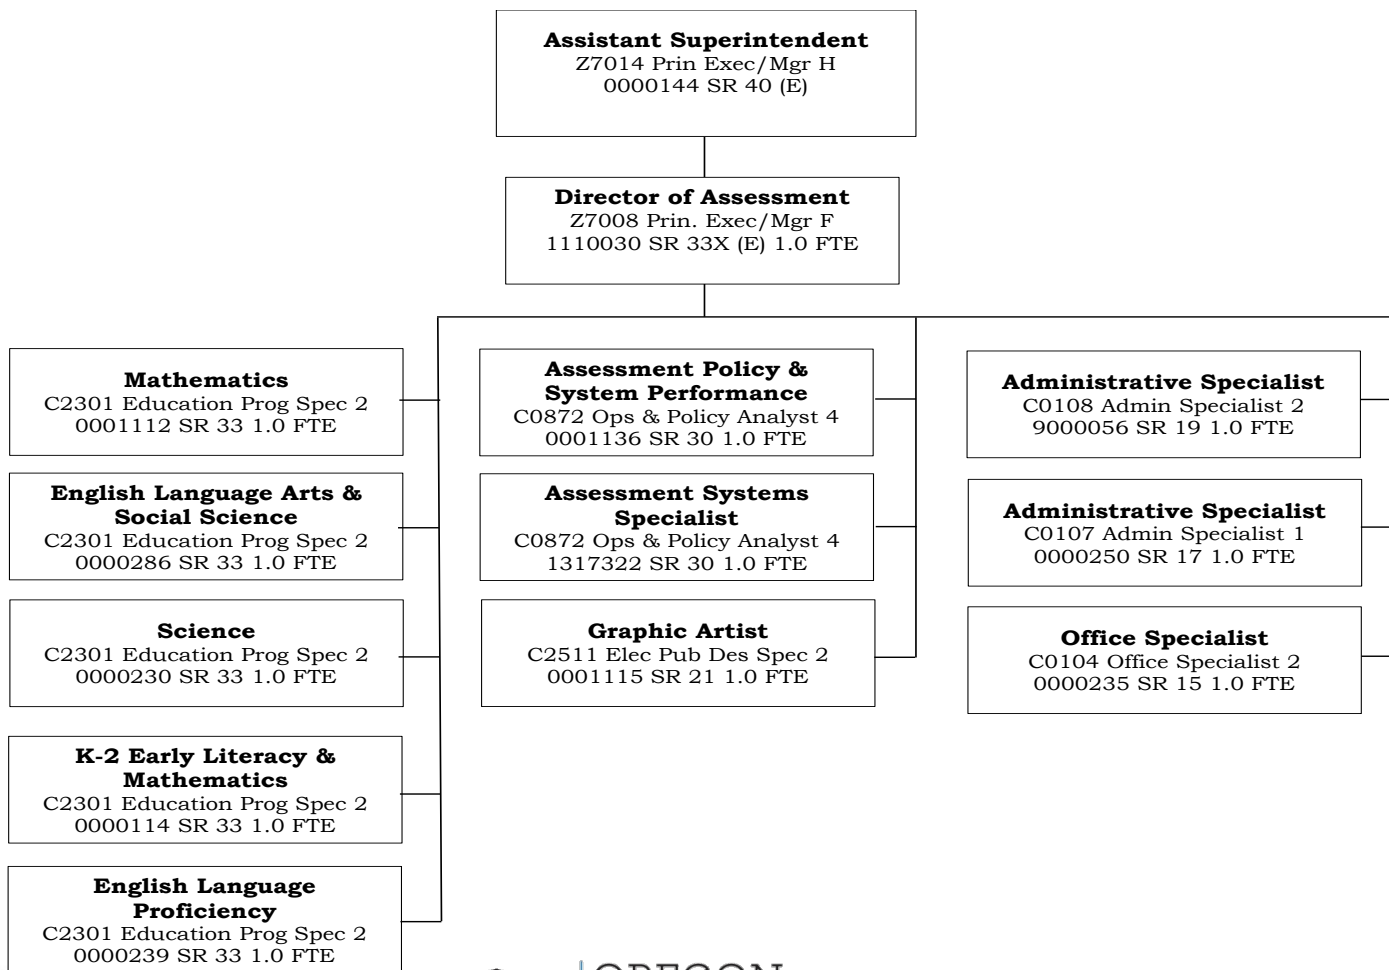 Assistant Superintendent
Z7014 Prin Exec/Mgr H
0000144 SR 40 (E)
Director of Assessment
Z7008 Prin. Exec/Mgr F
1110030 SR 33X (E) 1.0 FTE
Mathematics
C2301 Education Prog Spec 2
0001112 SR 33 1.0 FTE
English Language Arts &
Social Science
C2301 Education Prog Spec 2
0000286 SR 33 1.0 FTE
Science
C2301 Education Prog Spec 2
0000230 SR 33 1.0 FTE
K-2 Early Literacy &
Mathematics
C2301 Education Prog Spec 2
0000114 SR 33 1.0 FTE
English Language
Proficiency
C2301 Education Prog Spec 2
0000239 SR 33 1.0 FTE
Assessment Policy &
System Performance
C0872 Ops & Policy Analyst 4
0001136 SR 30 1.0 FTE
Assessment Systems
Specialist
C0872 Ops & Policy Analyst 4
1317322 SR 30 1.0 FTE
Graphic Artist
C2511 Elec Pub Des Spec 2
0001115 SR 21 1.0 FTE
Administrative Specialist
C0108 Admin Specialist 2
9000056 SR 19 1.0 FTE
Administrative Specialist
C0107 Admin Specialist 1
0000250 SR 17 1.0 FTE
Office Specialist
C0104 Office Specialist 2
0000235 SR 15 1.0 FTE
OREGON